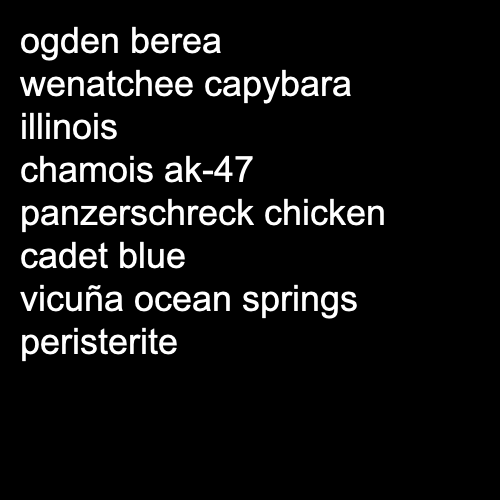 ogden berea
wenatchee capybara
illinois
chamois ak-47
panzerschreck chicken
cadet blue
vicuña ocean springs
peristerite